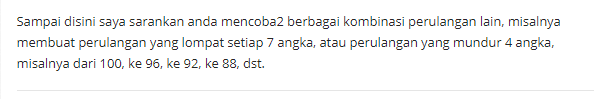 Sampai disini saya sarankan anda mencoba2 berbagai kombinasi perulangan lain, misalnya
membuat perulangan yang lompat setiap 7 angka, atau perulangan yang mundur 4 angka,
misalnya dari 100, ke 96, ke 92, ke 88, dst.